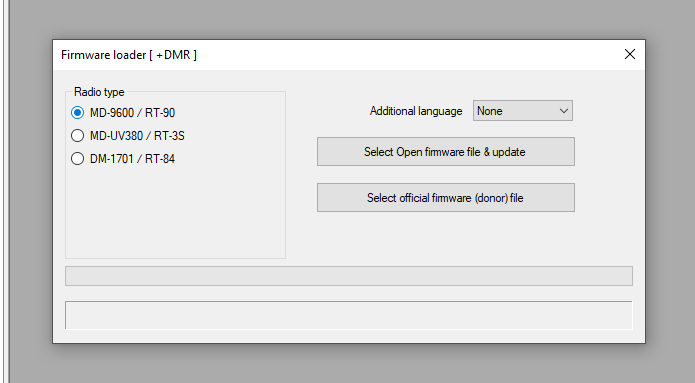 Firmware loader [ +DMR ]
Radio type
MD-9600 / RT-90
MD-UV380 / RT-3S
DM-1701 / RT-84
Additional language None
Select Open firmware file & update
Select official firmware (donor) file